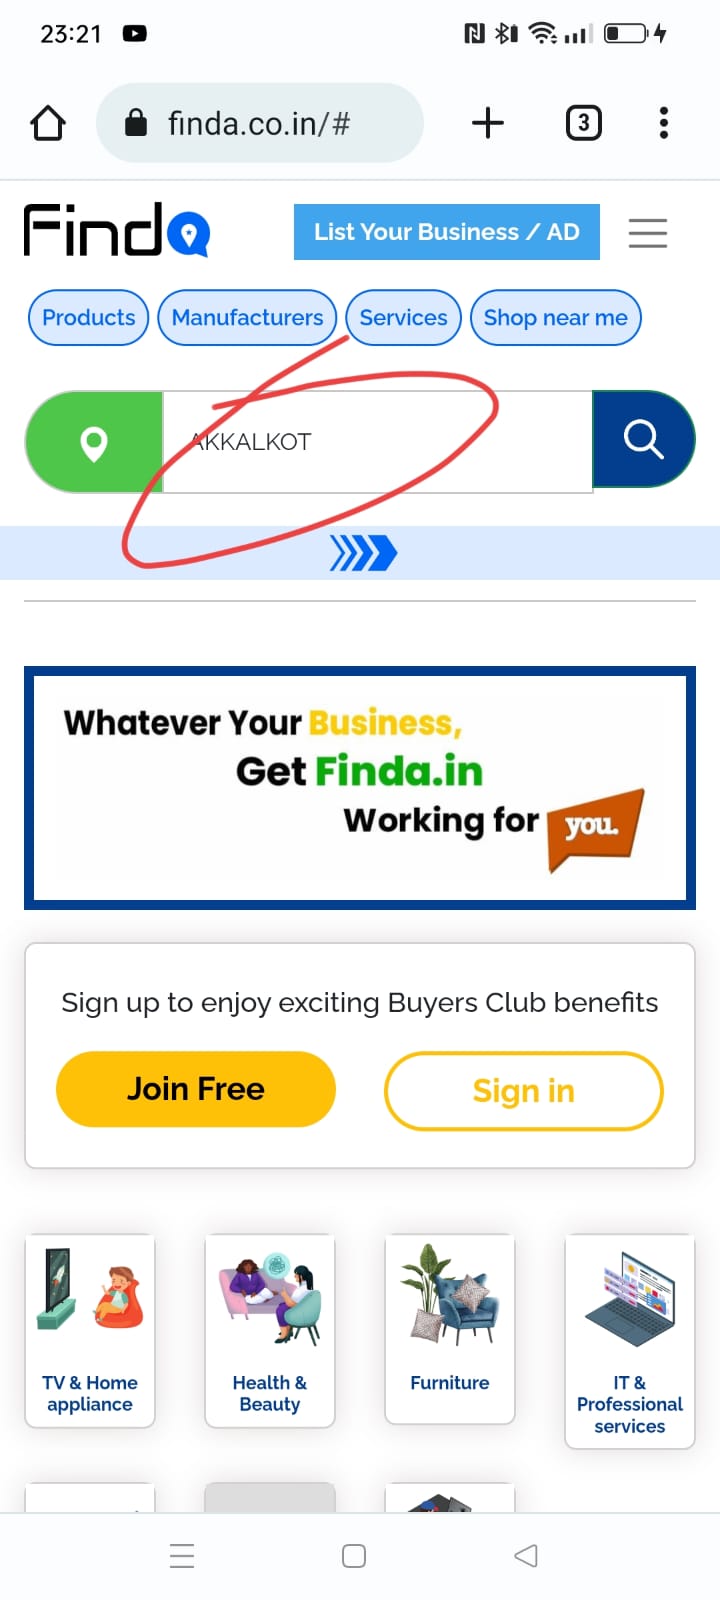 23:21
finda.co.in/#
3
Finda
List Your Business / AD
Products Manufacturers Services Shop near me
AKKALKOT
Whatever Your Business,
Get Finda.in
Working for you.
Sign up to enjoy exciting Buyers Club benefits
Join Free Sign in
TV & Home
appliance
Health &
Beauty
Furniture
IT &
Professional
services